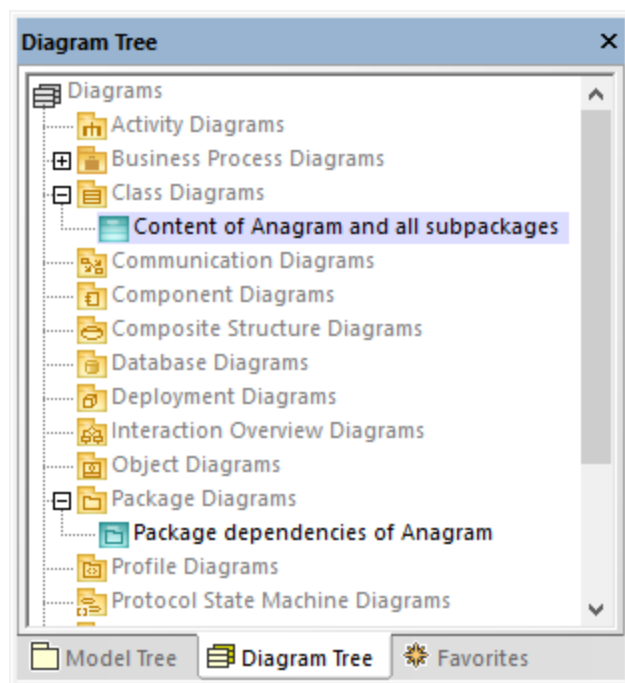 Diagram Tree
Diagrams
Activity Diagrams
Business Process Diagrams
Class Diagrams
Content of Anagram and all subpackages
Communication Diagrams
Component Diagrams
Composite Structure Diagrams
Database Diagrams
Deployment Diagrams
Interaction Overview Diagrams
Object Diagrams
Package Diagrams
Package dependencies of Anagram
Profile Diagrams
Protocol State Machine Diagrams
Model Tree Diagram Tree Favorites